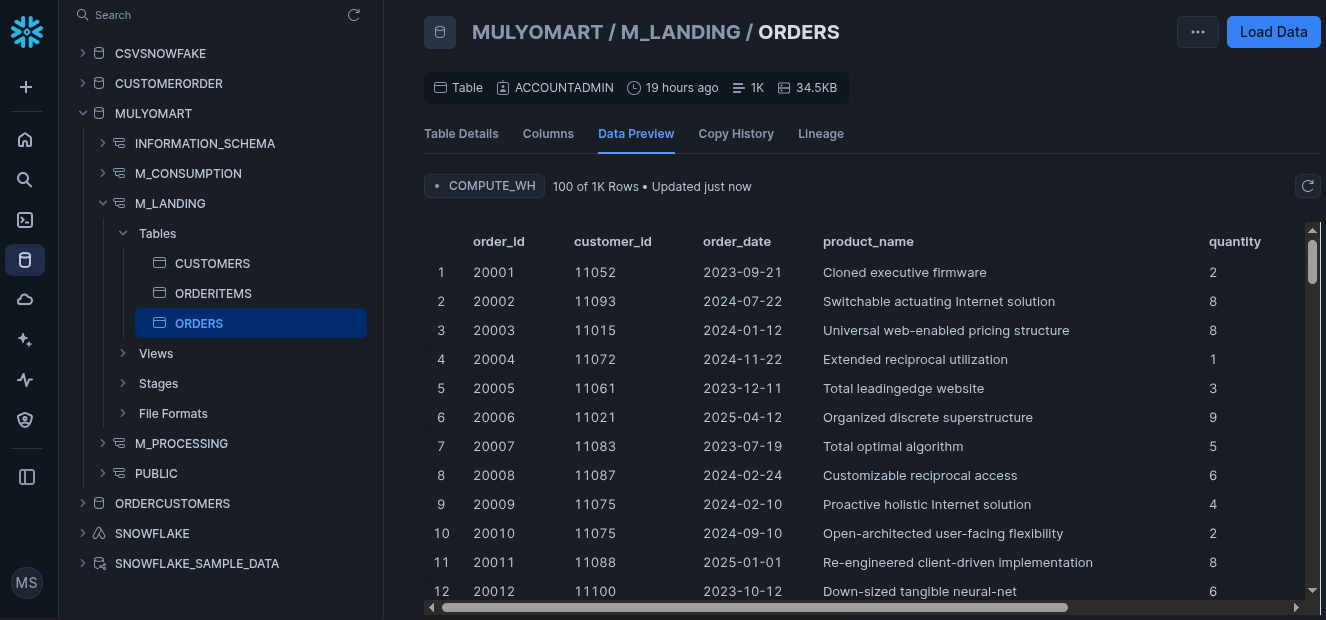 Search
CSVSNOWFAKE
CUSTOMERORDER
MULYOMART
INFORMATION_SCHEMA
M_CONSUMPTION
M_LANDING
Tables
CUSTOMERS
ORDERITEMS
ORDERS
Views
Stages
File Formats
M_PROCESSING
PUBLIC
ORDERCUSTOMERS
SNOWFLAKE
SNOWFLAKE_SAMPLE_DATA
MS
MULYOMART / M_LANDING / ORDERS
... Load Data
Table ACCOUNTADMIN 19 hours ago 1K 34.5KB
Table Details Columns Data Preview Copy History Lineage
• COMPUTE_WH 100 of 1K Rows • Updated just now
order_id customer_id order_date product_name quantity
1 20001 11052 2023-09-21 Cloned executive firmware 2
2 20002 11093 2024-07-22 Switchable actuating Internet solution 8
3 20003 11015 2024-01-12 Universal web-enabled pricing structure 8
4 20004 11072 2024-11-22 Extended reciprocal utilization 1
5 20005 11061 2023-12-11 Total leadingedge website 3
6 20006 11021 2025-04-12 Organized discrete superstructure 9
7 20007 11083 2023-07-19 Total optimal algorithm 5
8 20008 11087 2024-02-24 Customizable reciprocal access 6
9 20009 11075 2024-02-10 Proactive holistic Internet solution 4
10 20010 11075 2024-09-10 Open-architected user-facing flexibility 2
11 20011 11088 2025-01-01 Re-engineered client-driven implementation 8
12 20012 11100 2023-10-12 Down-sized tangible neural-net 6